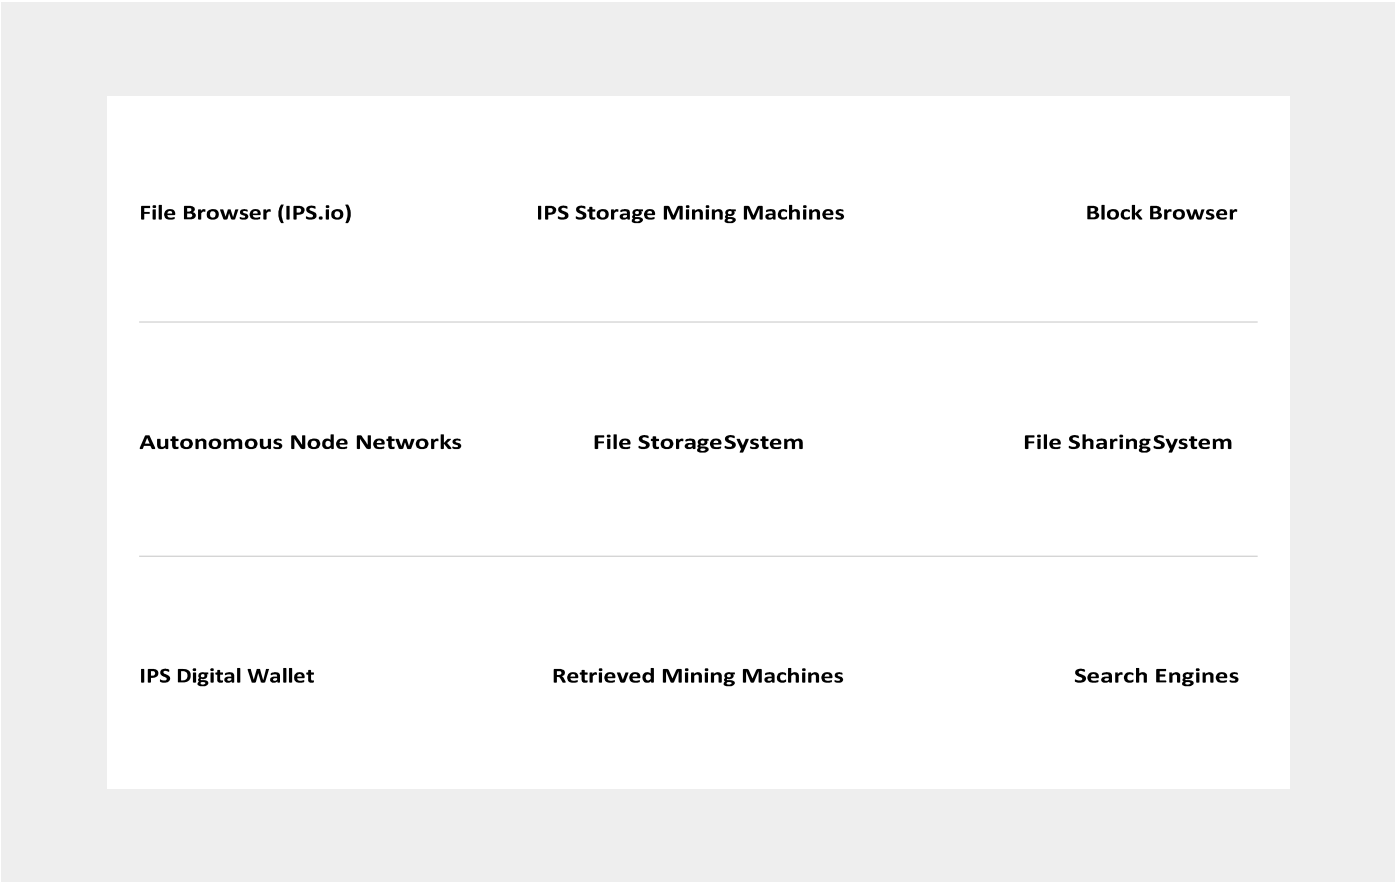 File Browser (IPS.io) IPS Storage Mining Machines Block Browser
Autonomous Node Networks File StorageSystem File SharingSystem
IPS Digital Wallet Retrieved Mining Machines Search Engines